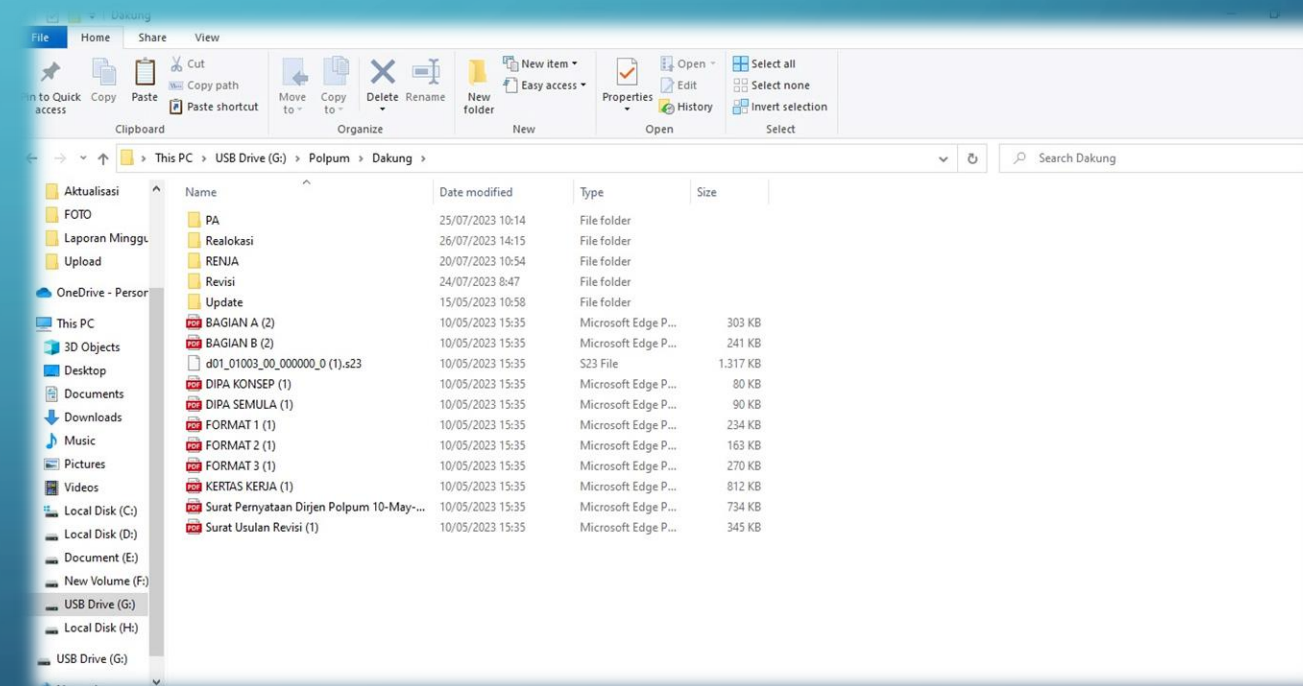 Dakung
File Home Share View
Pin to Quick access Copy Paste Cut Copy path Paste shortcut
Move to Copy to Delete Rename New folder New item Easy access Properties Open Edit History Select all Select none Invert selection
Clipboard Organize New Open Select
This PC > USB Drive (G:) > Polpum > Dakung > Search Dakung
Aktualisasi
FOTO
Laporan Minggu
Upload
OneDrive - Person
This PC
3D Objects
Desktop
Documents
Downloads
Music
Pictures
Videos
Local Disk (C:)
Local Disk (D:)
Document (E:)
New Volume (F:)
USB Drive (G:)
Local Disk (H:)
USB Drive (G:)
Name Date modified Type Size
PA 25/07/2023 10:14 File folder
Realokasi 26/07/2023 14:15 File folder
RENJA 20/07/2023 10:54 File folder
Revisi 24/07/2023 8:47 File folder
Update 15/05/2023 10:58 File folder
BAGIAN A (2) 10/05/2023 15:35 Microsoft Edge P... 303 KB
BAGIAN B (2) 10/05/2023 15:35 Microsoft Edge P... 241 KB
d01_01003_00_000000_0 (1).s23 10/05/2023 15:35 S23 File 1.317 KB
DIPA KONSEP (1) 10/05/2023 15:35 Microsoft Edge P... 80 KB
DIPA SEMULA (1) 10/05/2023 15:35 Microsoft Edge P... 90 KB
FORMAT 1 (1) 10/05/2023 15:35 Microsoft Edge P... 234 KB
FORMAT 2 (1) 10/05/2023 15:35 Microsoft Edge P... 163 KB
FORMAT 3 (1) 10/05/2023 15:35 Microsoft Edge P... 270 KB
KERTAS KERJA (1) 10/05/2023 15:35 Microsoft Edge P... 812 KB
Surat Pernyataan Dirjen Polpum 10-May-... 10/05/2023 15:35 Microsoft Edge P... 734 KB
Surat Usulan Revisi (1) 10/05/2023 15:35 Microsoft Edge P... 345 KB